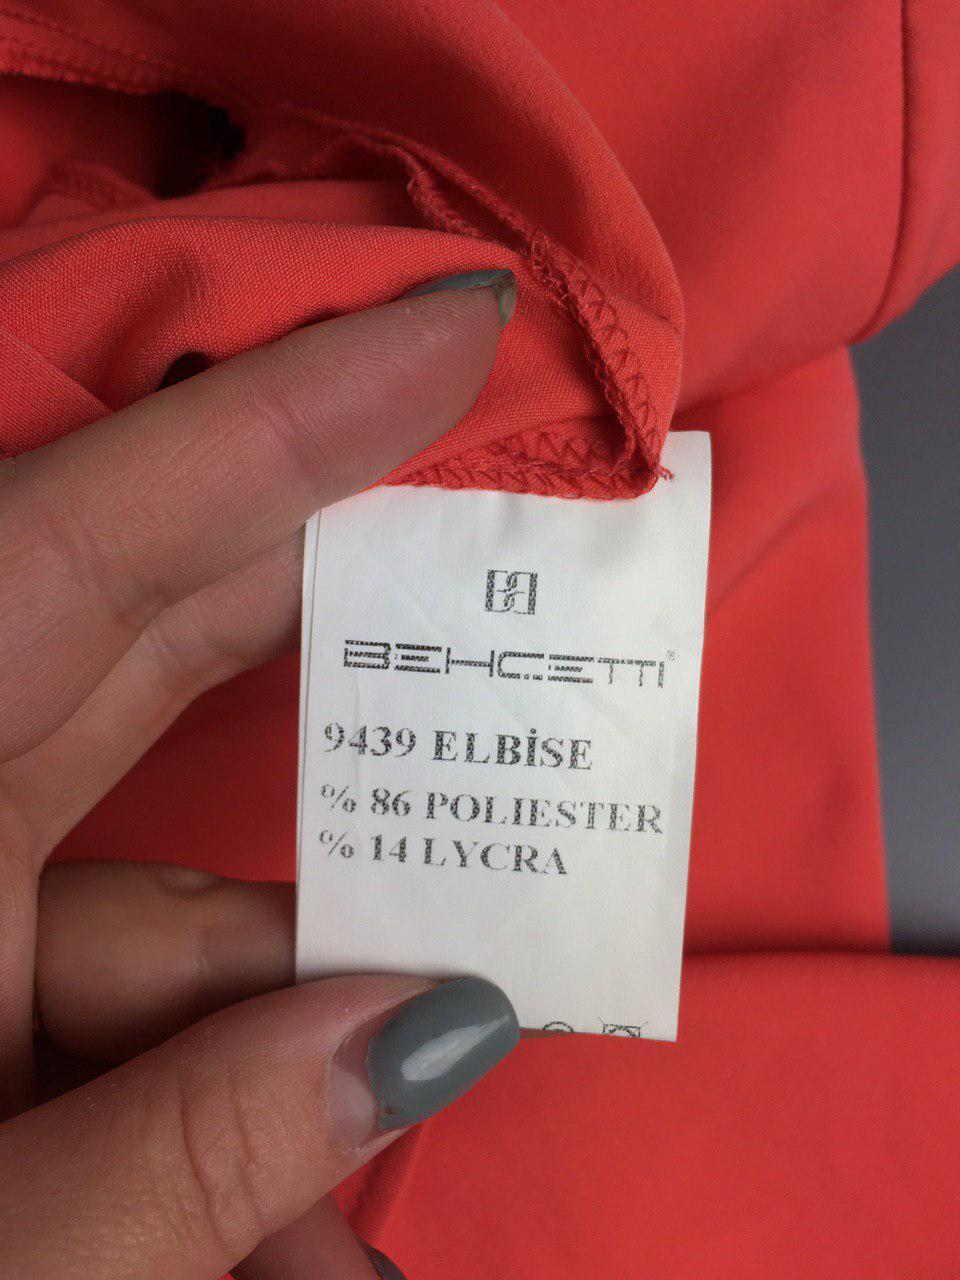 BEHCETTI®
9439 ELBİSE
% 86 POLIESTER
% 14 LYCRA